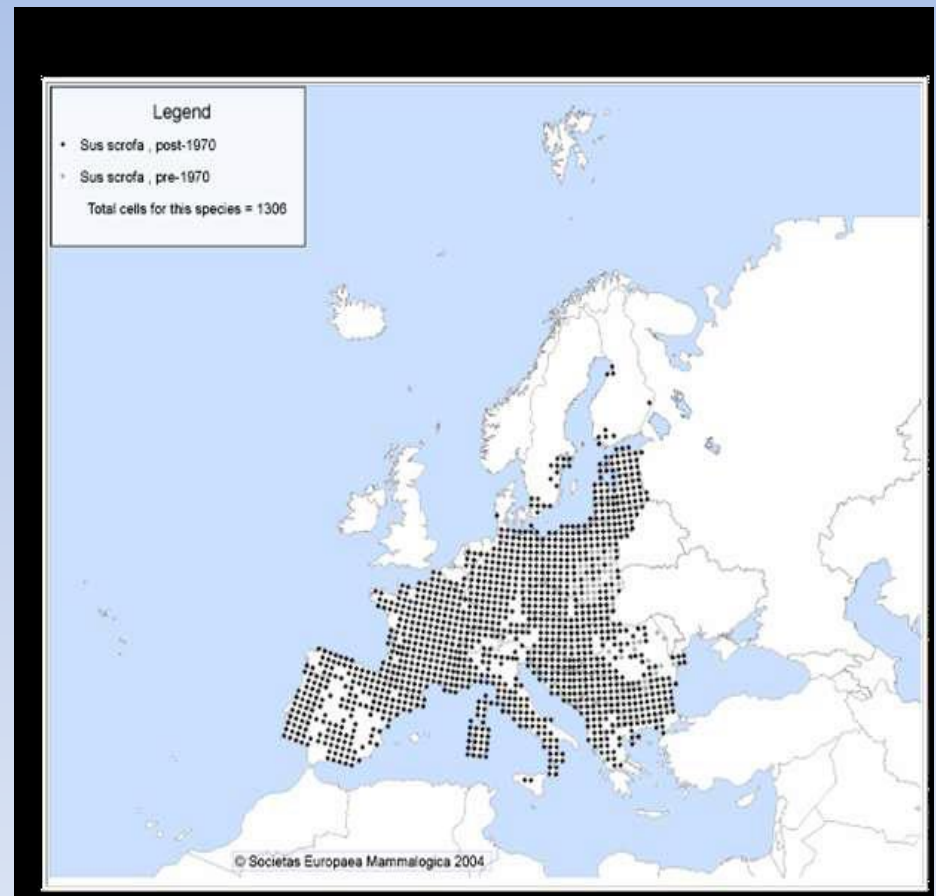 Legend
Sus scrofa , post-1970
Sus scrofa , pre-1970
Total cells for this species = 1306
© Societas Europaea Mammalogica 2004